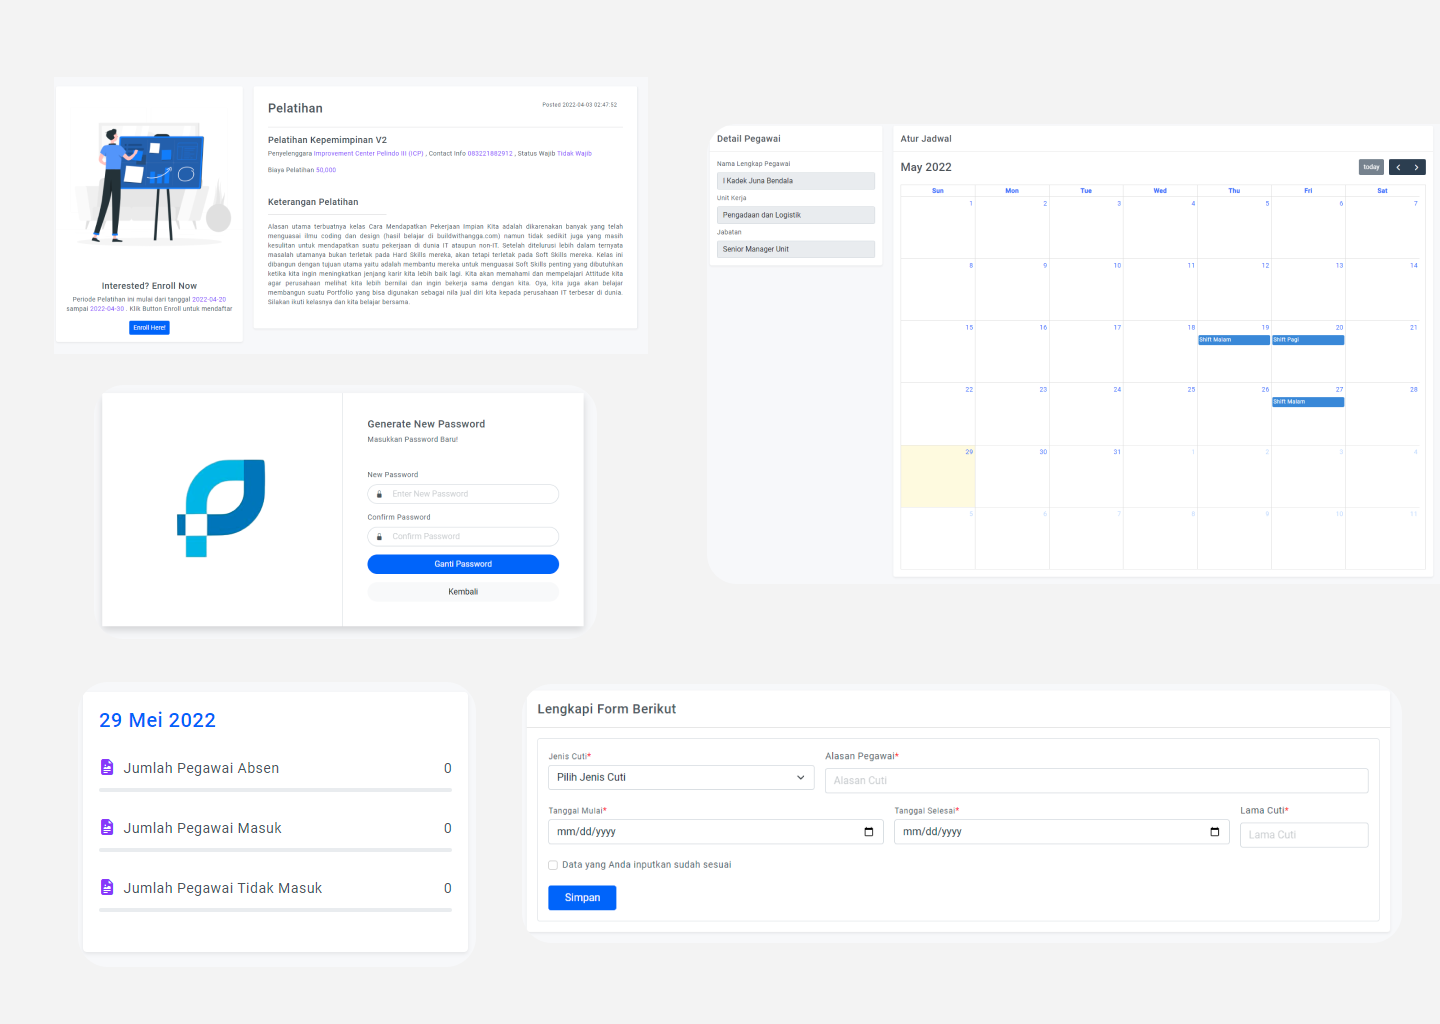 Interested? Enroll Now
Periode Pelatihan ini mulai dari tanggal 2022-04-20
sampai 2022-04-30 . Klik Button Enroll untuk mendaftar
Enroll Here!
Pelatihan
Posted 2022-04-03 02:47:52
Pelatihan Kepemimpinan V2
Penyelenggara Improvement Center Pelindo III (ICP) , Contact Info 083221882912 , Status Wajib Tidak Wajib
Biaya Pelatihan 50,000
Keterangan Pelatihan
Alasan utama terbuatnya kelas Cara Mendapatkan Pekerjaan Impian Kita adalah dikarenakan banyak yang telah
menguasai ilmu coding dan design (hasil belajar di buildwithangga.com) namun tidak sedikit juga yang masih
kesulitan untuk mendapatkan suatu pekerjaan di dunia IT ataupun non-IT. Setelah ditelurusi lebih dalam ternyata
masalah utamanya bukan terletak pada Hard Skills mereka, akan tetapi terletak pada Soft Skills mereka. Kelas ini
dibangun dengan tujuan utama yaitu adalah membantu mereka untuk menguasai Soft Skills penting yang dibutuhkan
ketika kita ingin meningkatkan jenjang karir kita lebih baik lagi. Kita akan memahami dan mempelajari Attitude kita
agar perusahaan melihat kita lebih bernilai dan ingin bekerja sama dengan kita. Oya, kita juga akan belajar
membangun suatu Portfolio yang bisa digunakan sebagai nilai jual diri kita kepada perusahaan IT terbesar di dunia.
Silakan ikuti kelasnya dan kita belajar bersama.
Detail Pegawai
Nama Lengkap Pegawai
I Kadek Juna Bendala
Unit Kerja
Pengadaan dan Logistik
Jabatan
Senior Manager Unit
Atur Jadwal
May 2022
today
Sun Mon Tue Wed Thu Fri Sat
1 2 3 4 5 6 7
8 9 10 11 12 13 14
15 16 17 18 19 20 21
Shift Malam Shift Pagi
22 23 24 25 26 27 28
Shift Malam
29 30 31 1 2 3 4
5 6 7 8 9 10 11
Generate New Password
Masukkan Password Baru!
New Password
Enter New Password
Confirm Password
Confirm Password
Ganti Password
Kembali
29 Mei 2022
Jumlah Pegawai Absen 0
Jumlah Pegawai Masuk 0
Jumlah Pegawai Tidak Masuk 0
Lengkapi Form Berikut
Jenis Cuti* Alasan Pegawai*
Pilih Jenis Cuti Alasan Cuti
Tanggal Mulai* Tanggal Selesai* Lama Cuti*
mm/dd/yyyy mm/dd/yyyy Lama Cuti
Data yang Anda inputkan sudah sesuai
Simpan